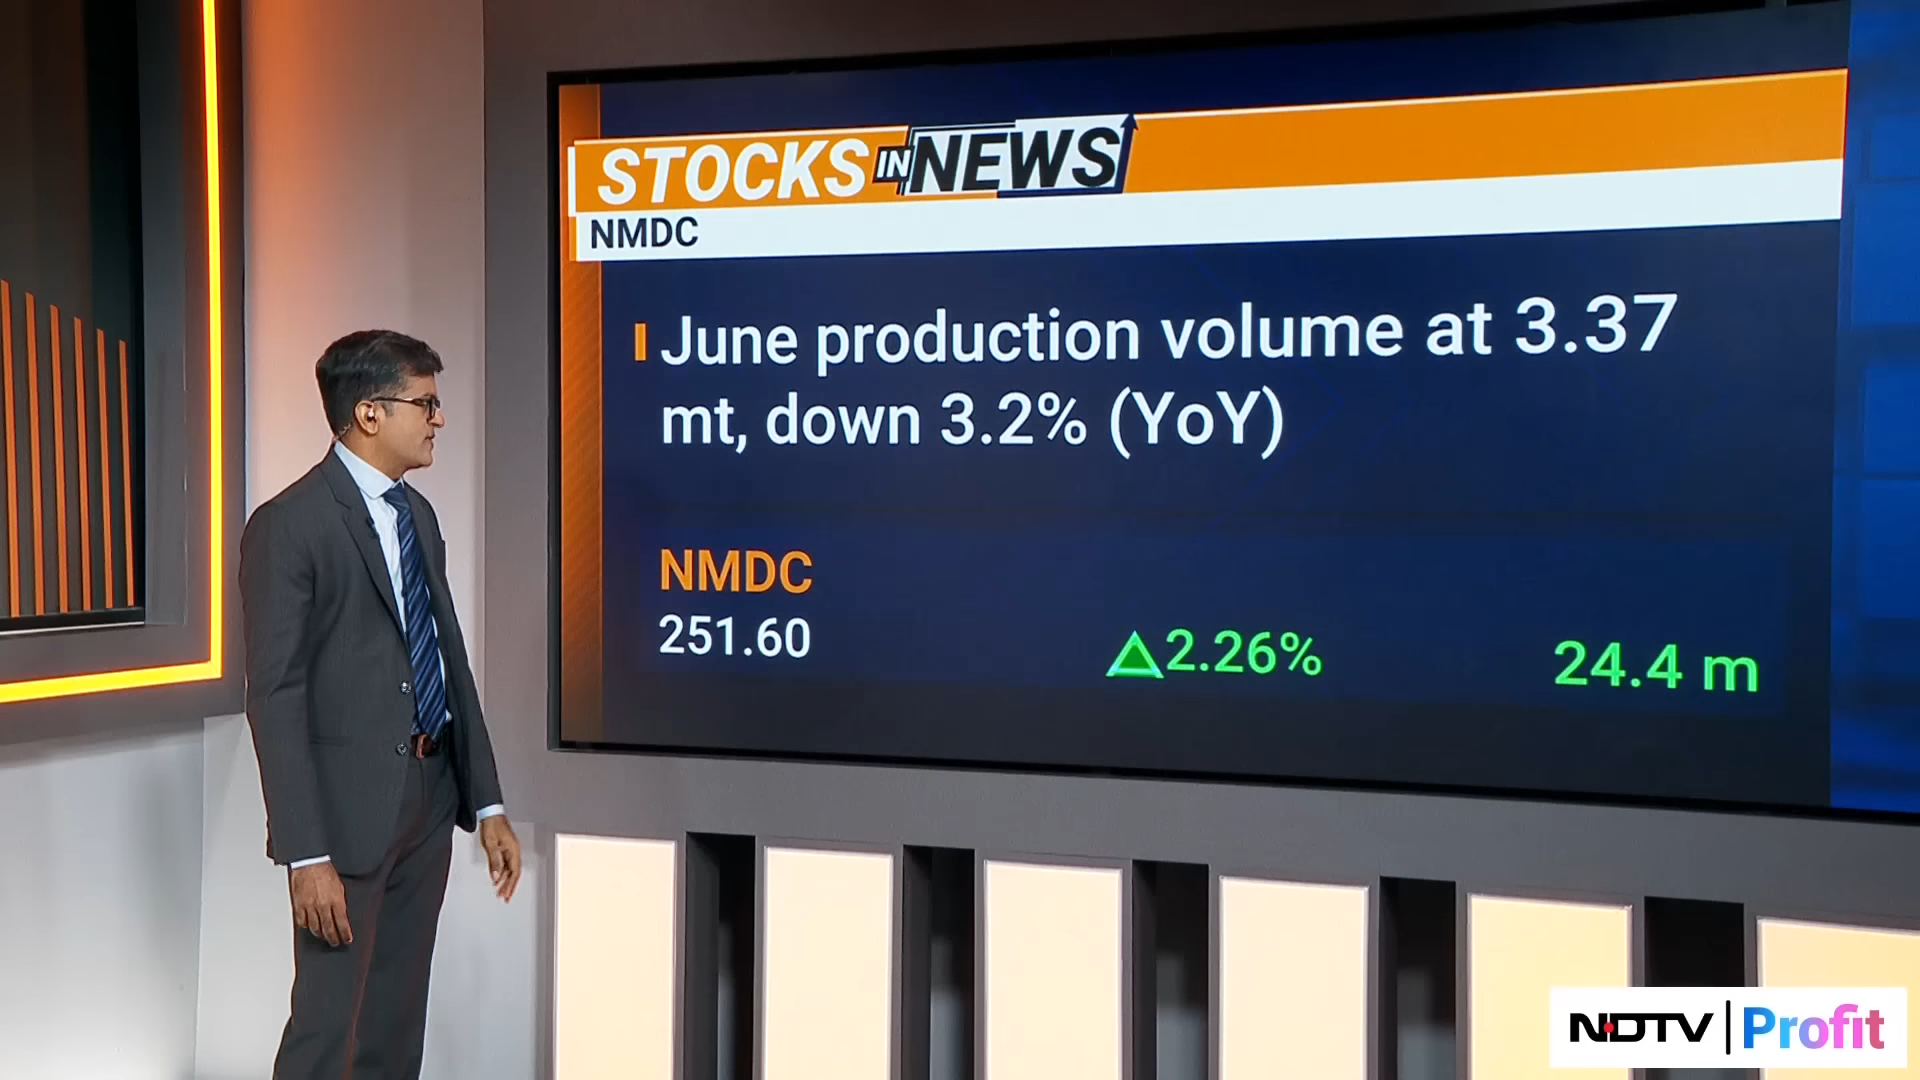 STOCKS IN NEWS
NMDC
June production volume at 3.37
mt, down 3.2% (YoY)
NMDC
251.60 2.26% 24.4 m
NDTV Profit